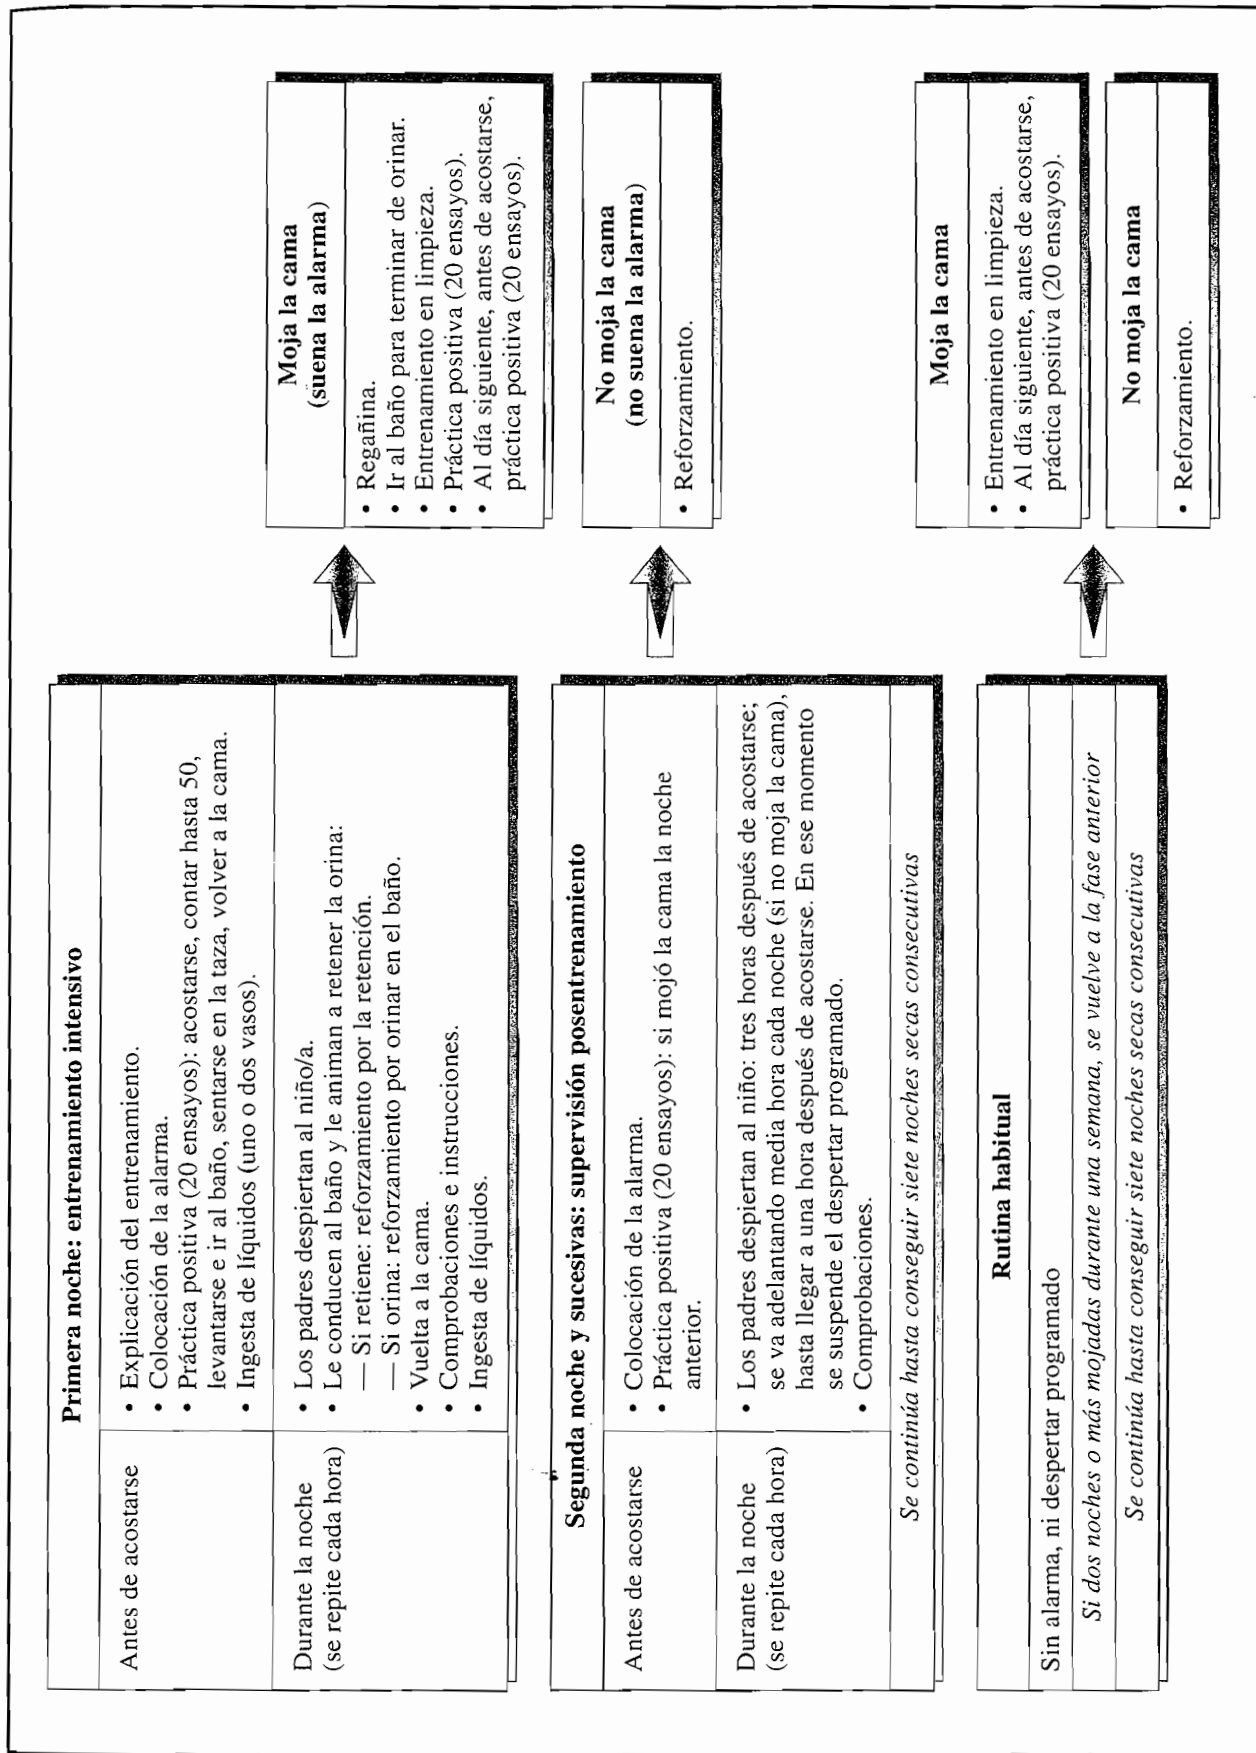 Primera noche: entrenamiento intensivo
Antes de acostarse
• Explicación del entrenamiento.
• Colocación de la alarma.
• Práctica positiva (20 ensayos): acostarse, contar hasta 50,
levantarse e ir al baño, sentarse en la taza, volver a la cama.
• Ingesta de líquidos (uno o dos vasos).
Durante la noche
(se repite cada hora)
• Los padres despiertan al niño/a.
• Le conducen al baño y le animan a retener la orina:
— Si retiene: reforzamiento por la retención.
— Si orina: reforzamiento por orinar en el baño.
• Vuelta a la cama.
• Comprobaciones e instrucciones.
• Ingesta de líquidos.
Moja la cama
(suena la alarma)
• Regañina.
• Ir al baño para terminar de orinar.
• Entrenamiento en limpieza.
• Práctica positiva (20 ensayos).
• Al día siguiente, antes de acostarse,
práctica positiva (20 ensayos).
Segunda noche y sucesivas: supervisión posentrenamiento
Antes de acostarse
• Colocación de la alarma.
• Práctica positiva (20 ensayos): si mojó la cama la noche
anterior.
Durante la noche
(se repite cada hora)
• Los padres despiertan al niño: tres horas después de acostarse;
se va adelantando media hora cada noche (si no moja la cama),
hasta llegar a una hora después de acostarse. En ese momento
se suspende el despertar programado.
• Comprobaciones.
Se continúa hasta conseguir siete noches secas consecutivas
No moja la cama
(no suena la alarma)
• Reforzamiento.
Rutina habitual
Sin alarma, ni despertar programado
Si dos noches o más mojadas durante una semana, se vuelve a la fase anterior
Se continúa hasta conseguir siete noches secas consecutivas
Moja la cama
• Entrenamiento en limpieza.
• Al día siguiente, antes de acostarse,
práctica positiva (20 ensayos).
No moja la cama
• Reforzamiento.